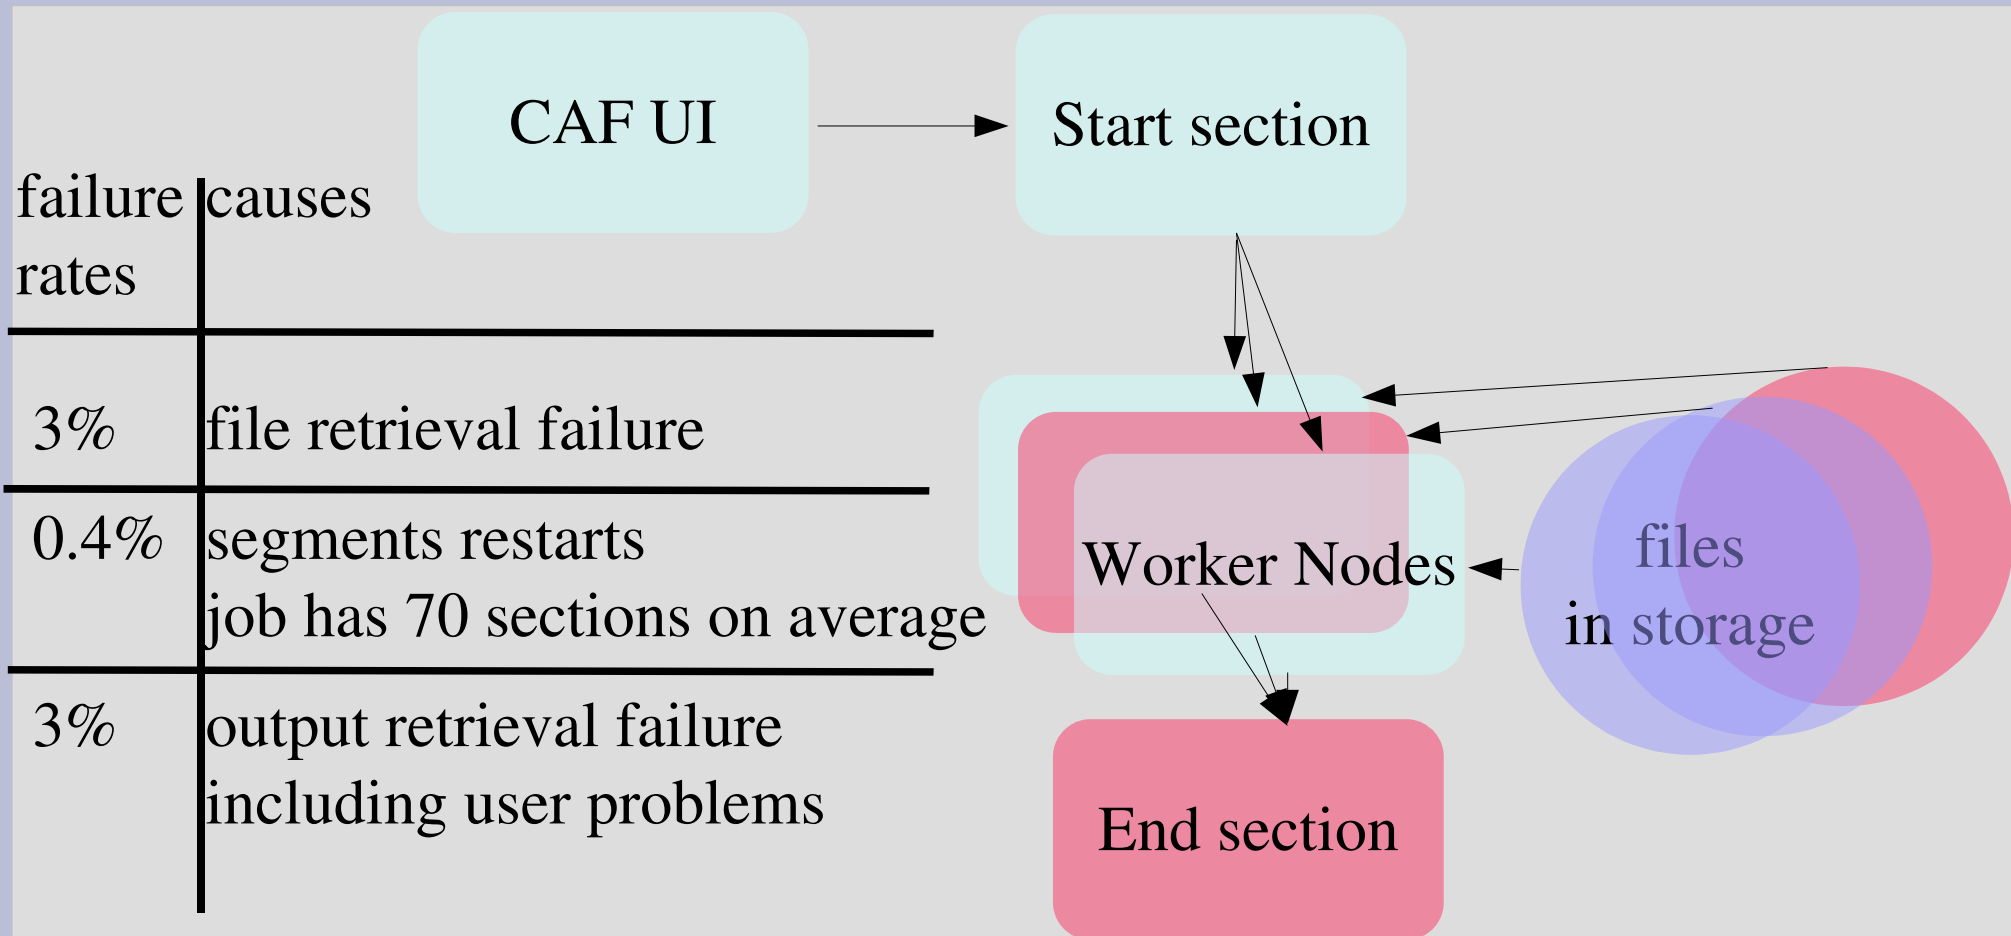 CAF UI
Start section
failure causes
rates
3% file retrieval failure
0.4% segments restarts
job has 70 sections on average
3% output retrieval failure
including user problems
Worker Nodes
files
in storage
End section